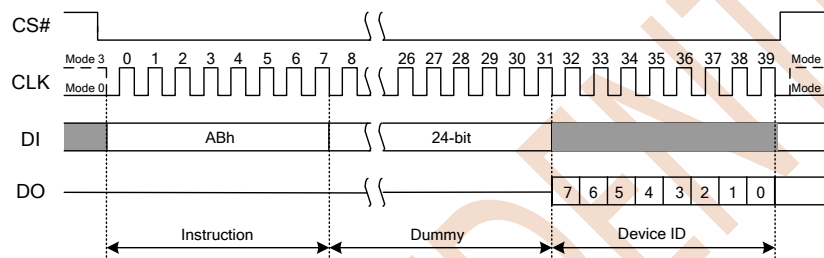 CS#
Mode 3 0 1 2 3 4 5 6 7 8 26 27 28 29 30 31 32 33 34 35 36 37 38 39 Mode
CLK
Mode 0 Mode
DI ABh 24-bit
DO 7 6 5 4 3 2 1 0
Instruction Dummy Device ID